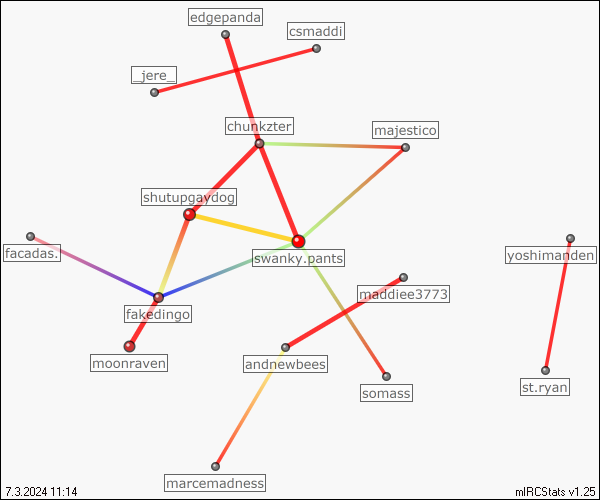 edgepanda
csmaddi
_jere_
chunkzter
majestico
shutupgaydog
facadas.
swanky.pants
yoshimanden
maddiee3773
fakedingo
moonraven
andnewbees
somass
st.ryan
marcemadness
7.3.2024 11:14
mIRCStats v1.25